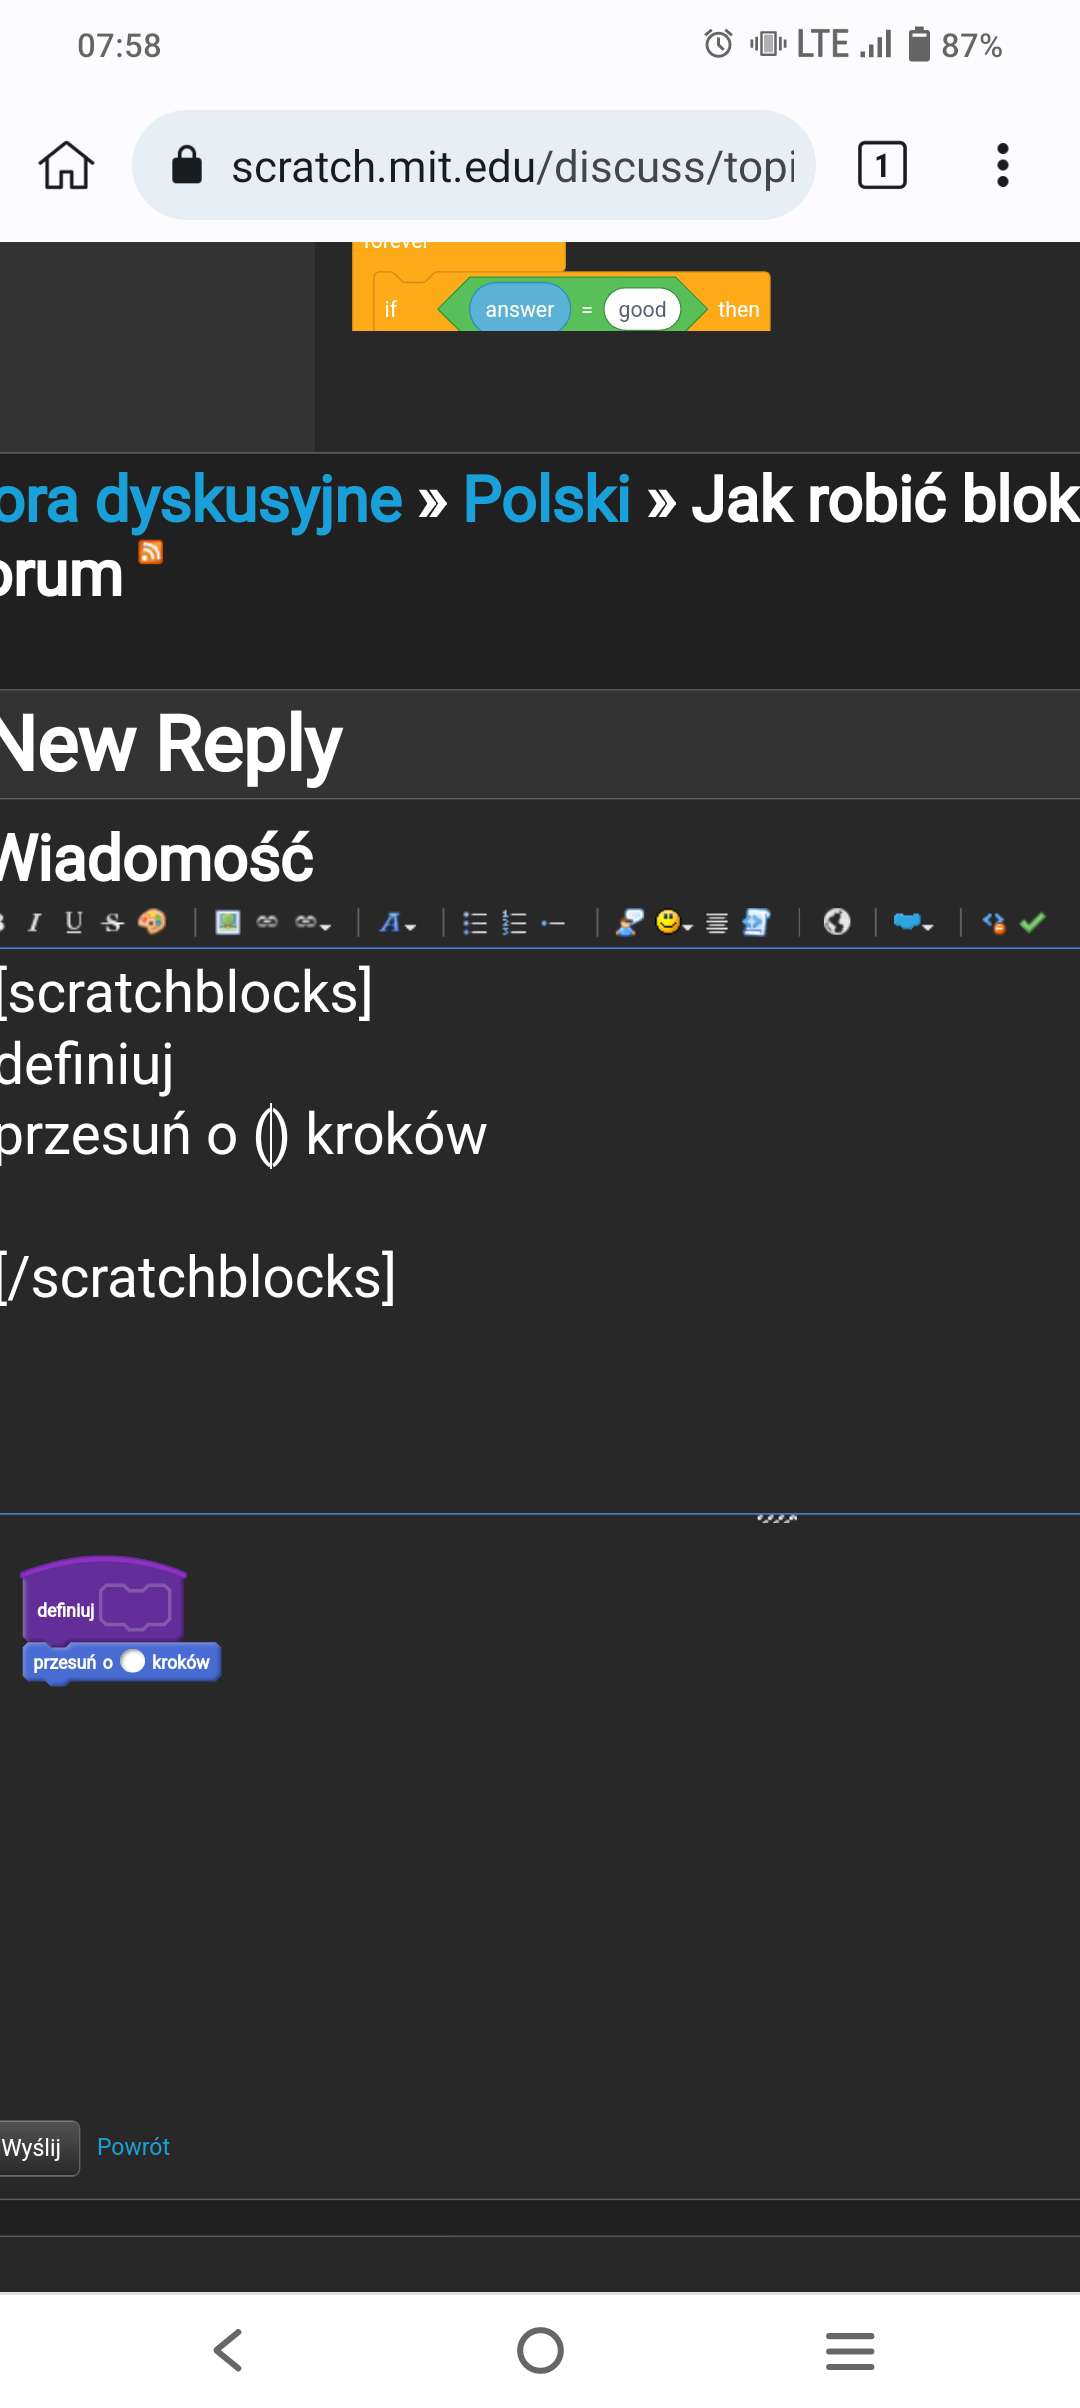 07:58 LTE 87%
scratch.mit.edu/discuss/topi 1
forever
if answer = good then
ora dyskusyjne » Polski » Jak robić blok
orum
New Reply
Wiadomość
B I U S A
[scratchblocks]
definiuj
przesuń o () kroków
[/scratchblocks]
definiuj
przesuń o kroków
Wyślij Powrót